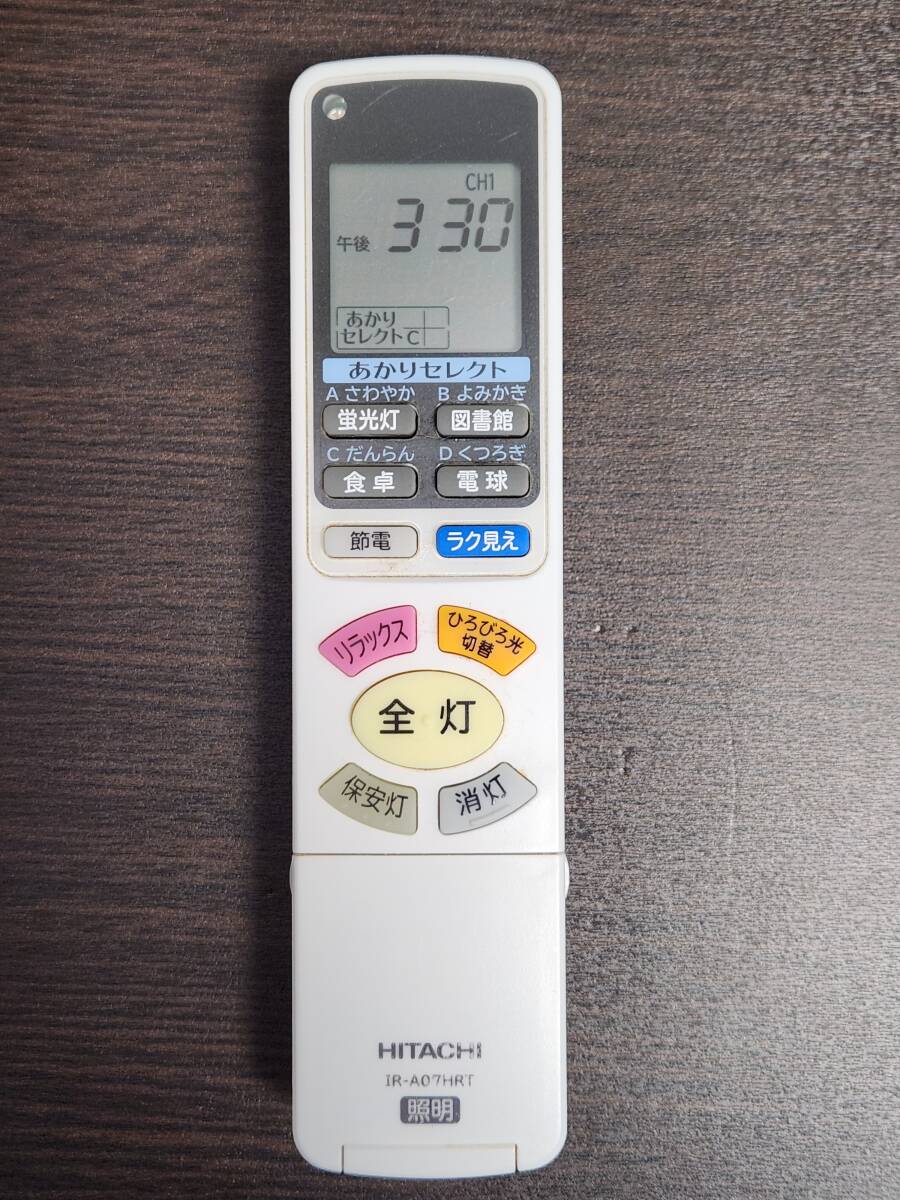 CH1
午後 3 30
あかり
セレクトC
あかりセレクト
A さわやか B よみかき
蛍光灯 図書館
C だんらん D くつろぎ
食卓 電球
節電 ラク見え
リラックス ひろびろ光
切替
全灯
保安灯 消灯
HITACHI
IR-A07HRT
照明